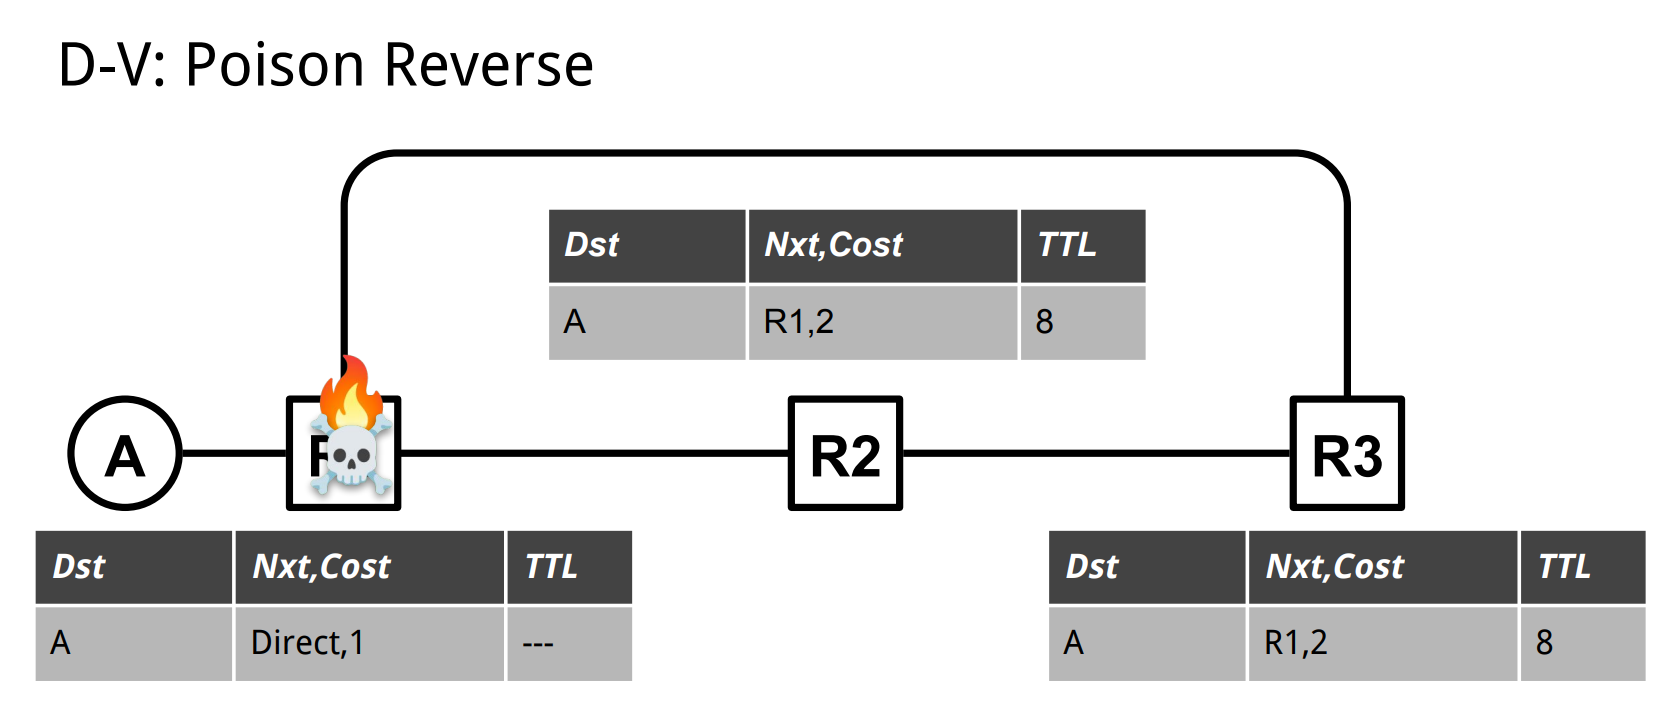 D-V: Poison Reverse
Dst Nxt,Cost TTL
A R1,2 8
A R2 R3
Dst Nxt,Cost TTL
A Direct,1 ---
Dst Nxt,Cost TTL
A R1,2 8